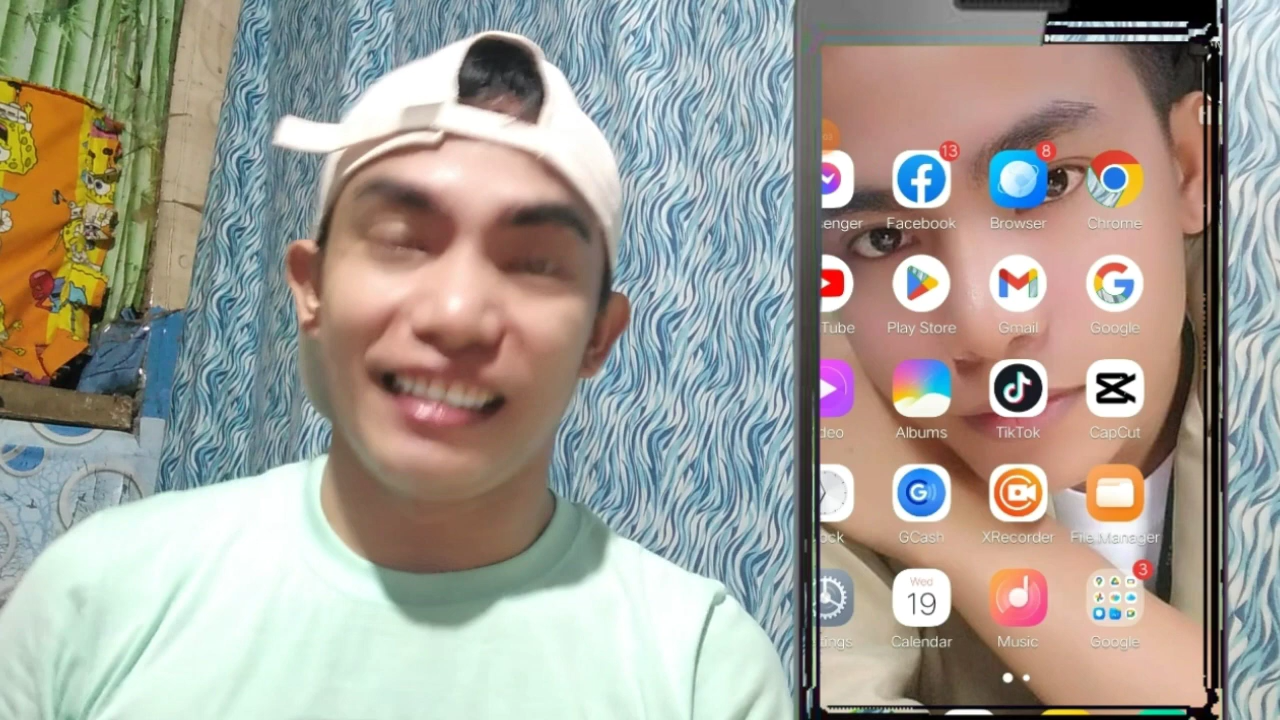 13
8
enger
Facebook
Browser
Chrome
Tube
Play Store
Gmail
Google
deo
Albums
TikTok
CapCut
ock
GCash
XRecorder
File Manager
Wed
19
3
tings
Calendar
Music
Google